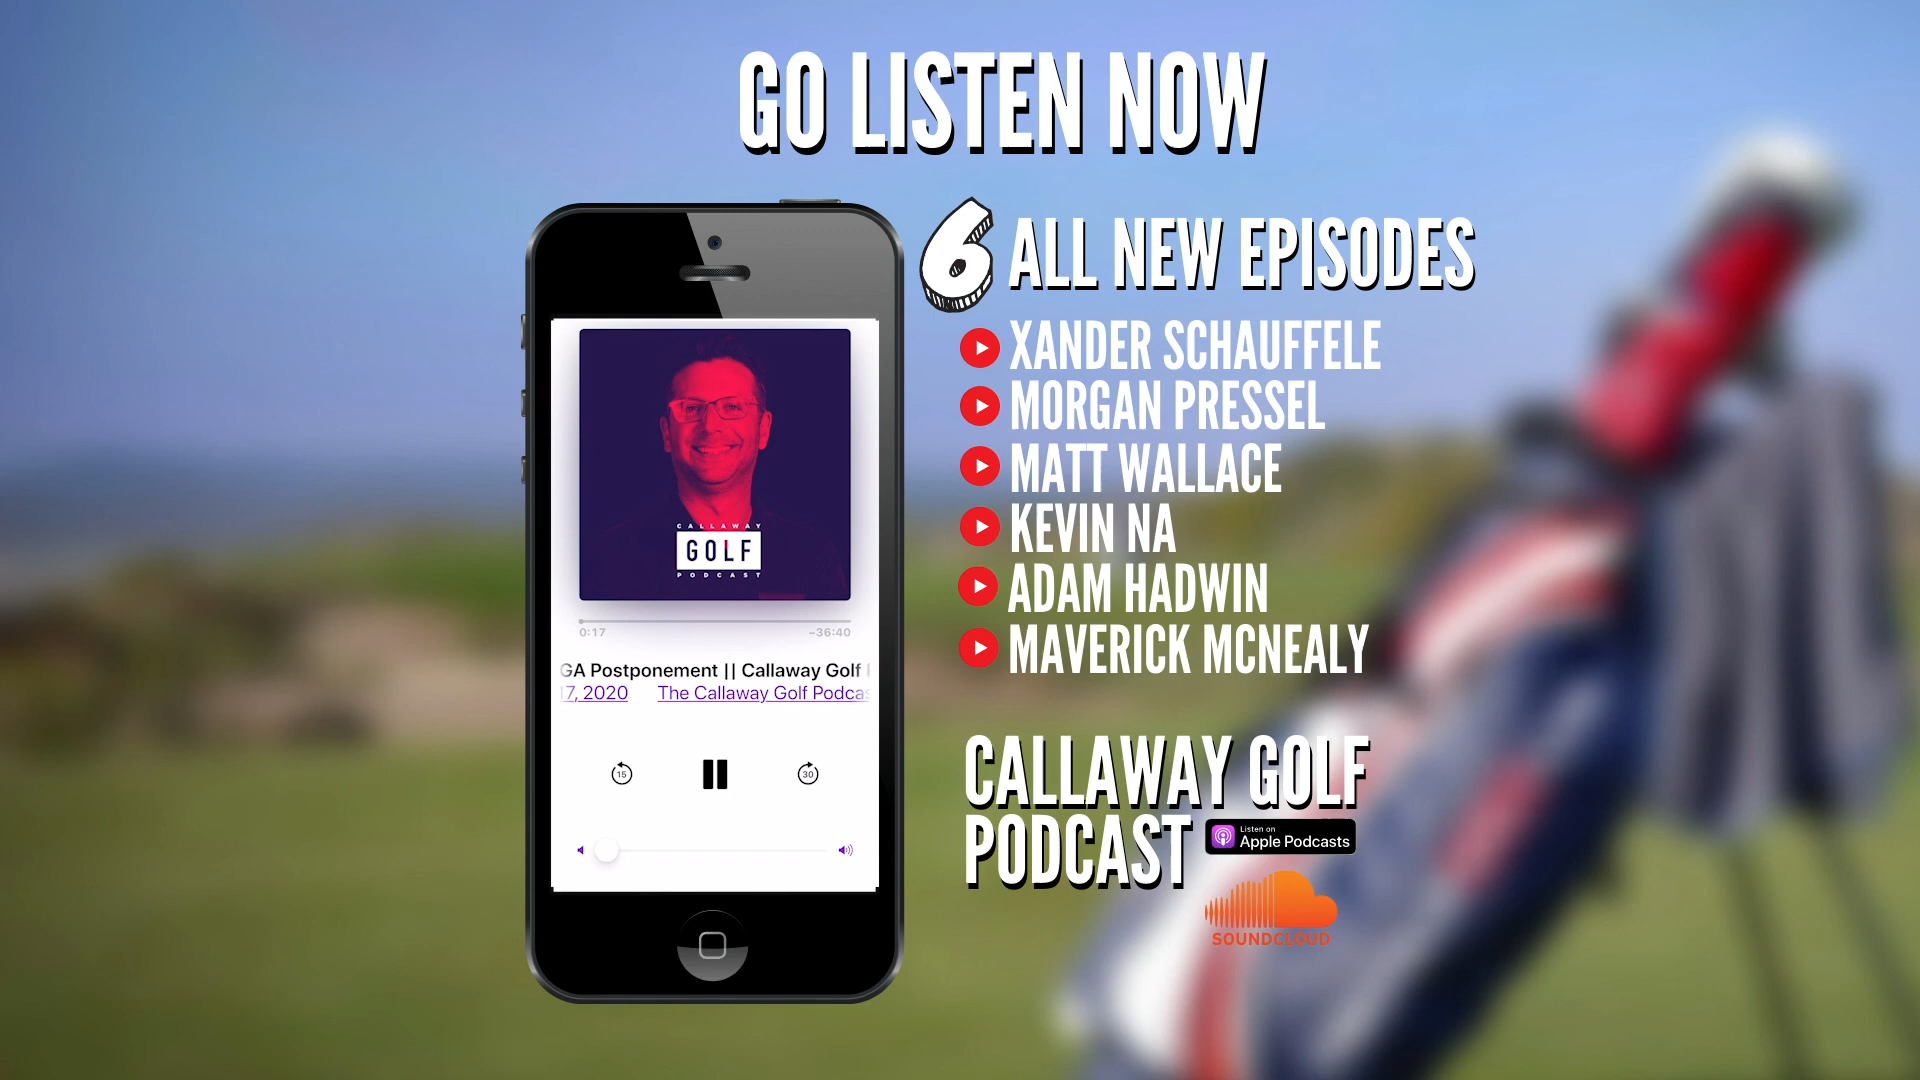 GO LISTEN NOW
6 ALL NEW EPISODES
XANDER SCHAUFFELE
MORGAN PRESSEL
MATT WALLACE
KEVIN NA
ADAM HADWIN
MAVERICK MCNEALY
CALLAWAY GOLF
PODCAST
Listen on
Apple Podcasts
SOUNDCLOUD
CALLAWAY
GOLF
PODCAST
0:17 -36:40
GA Postponement || Callaway Golf
17, 2020 The Callaway Golf Podcas
15 30